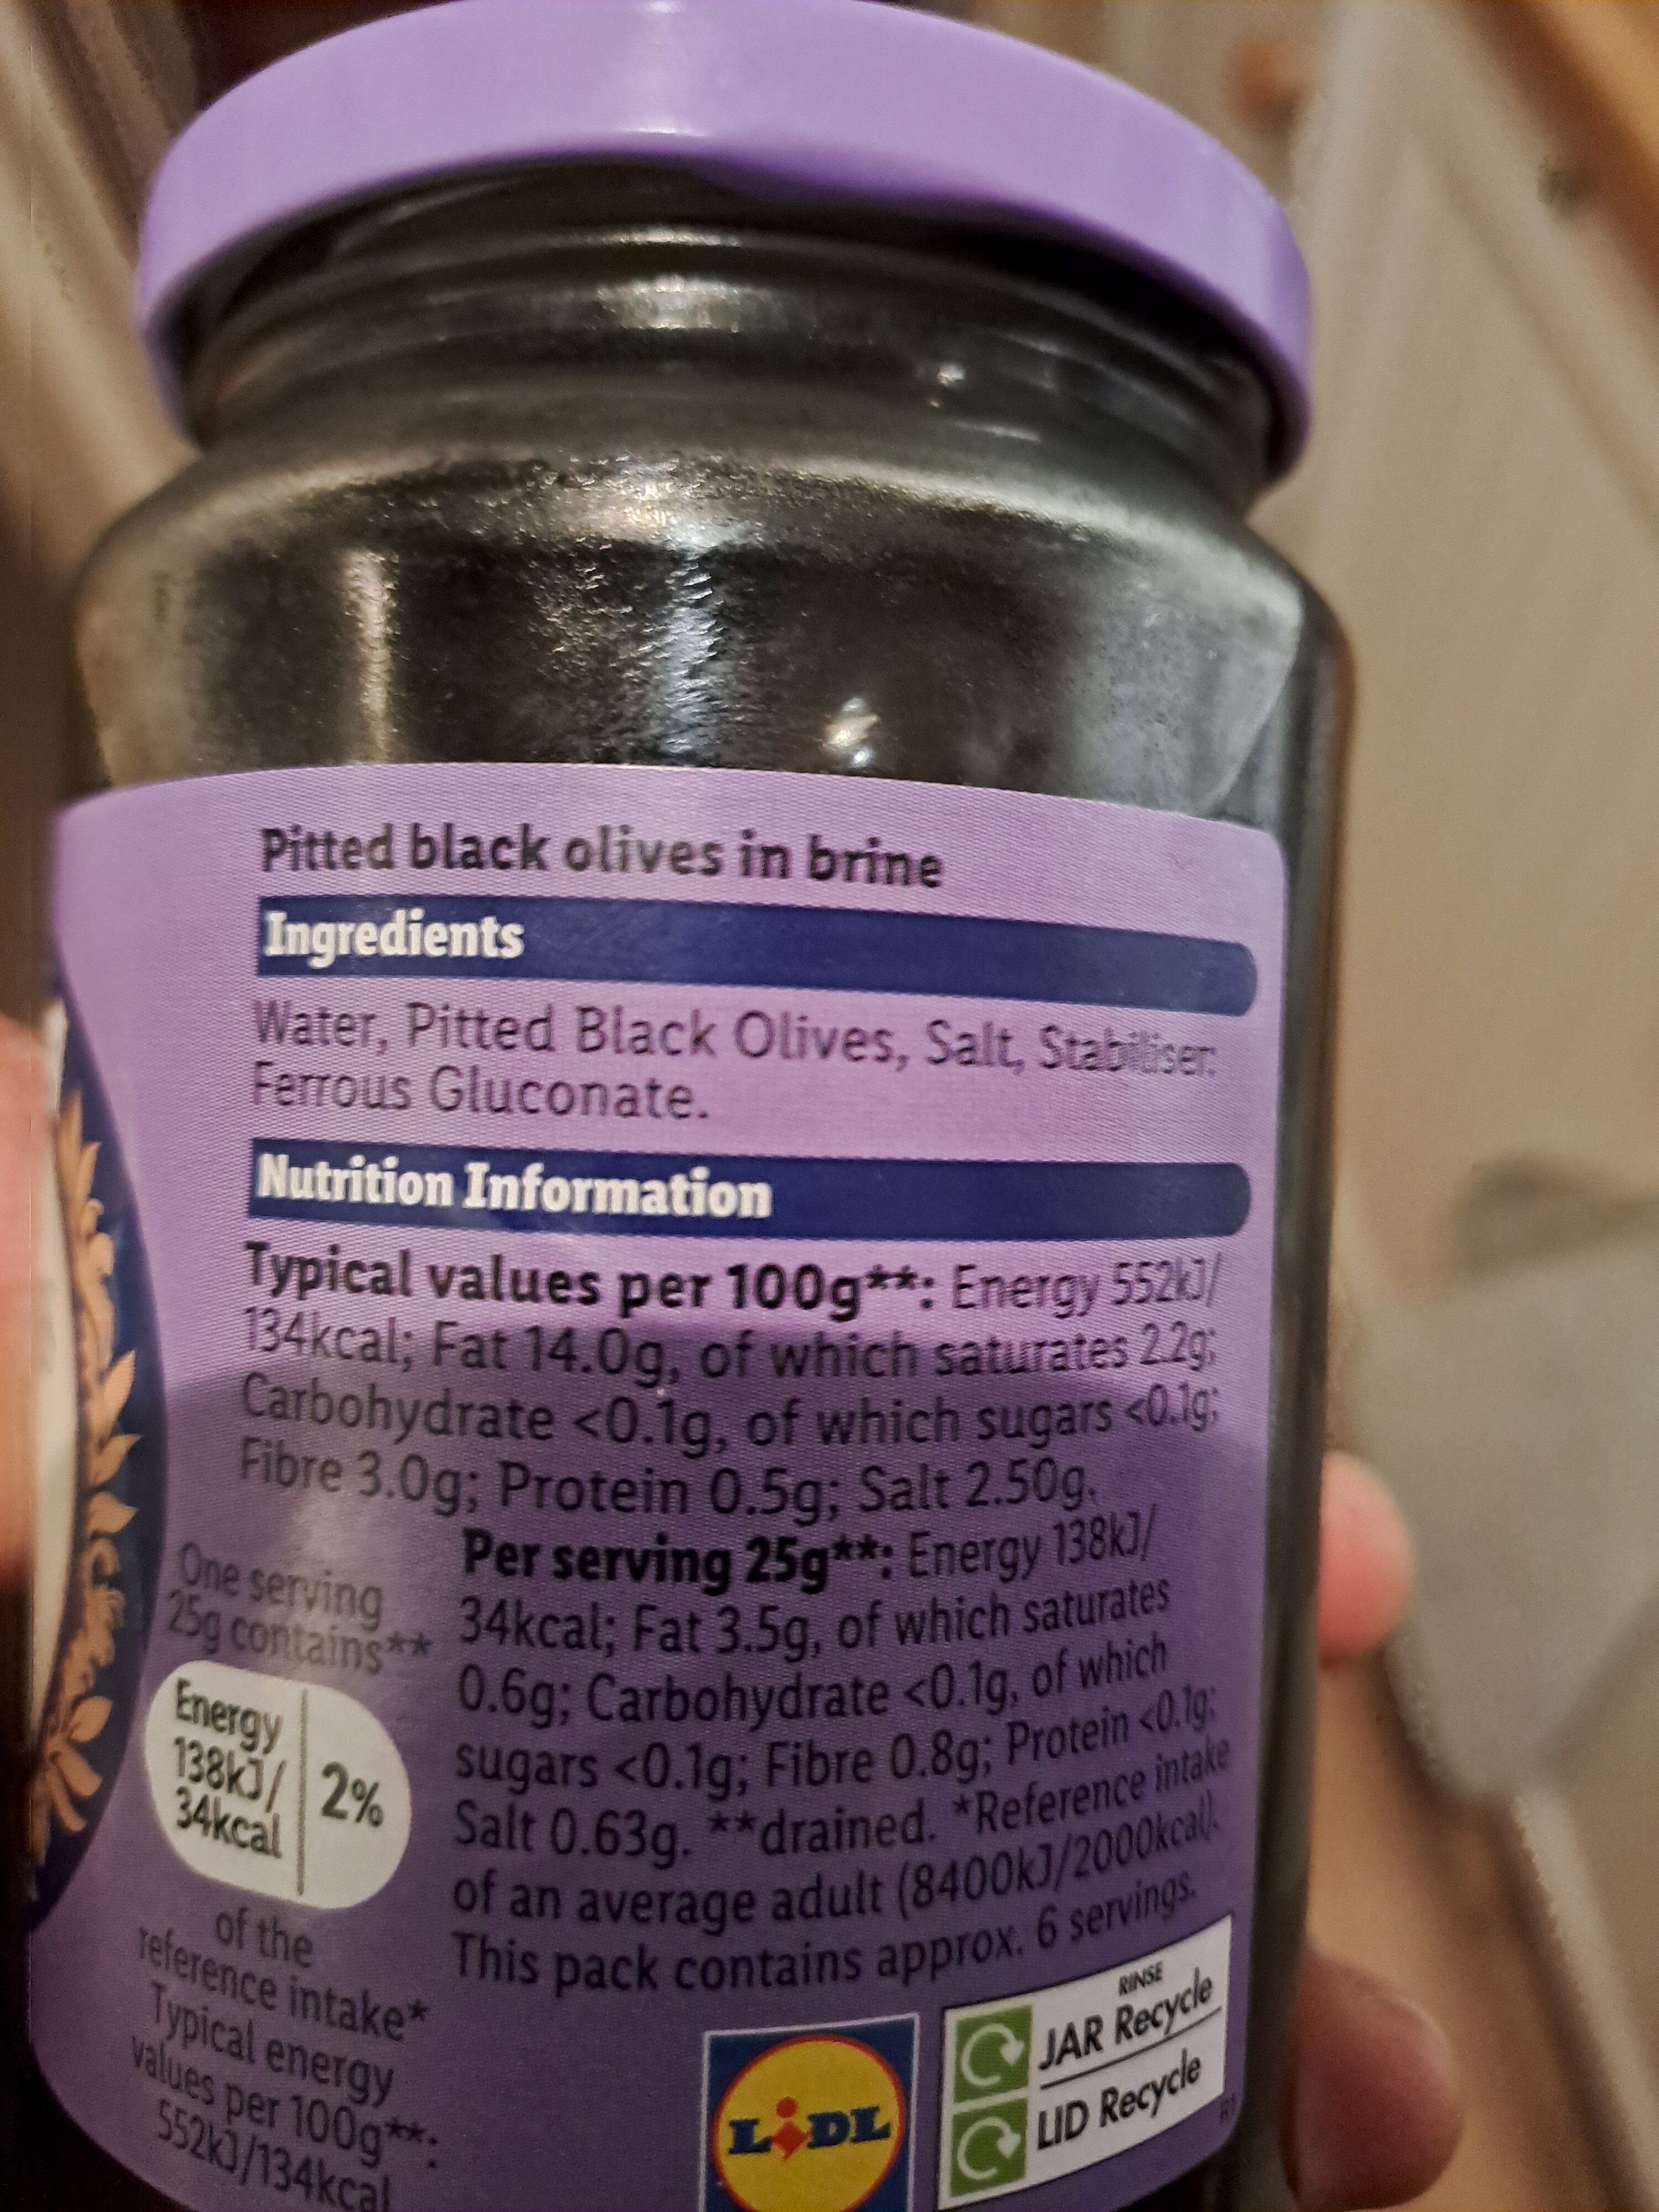 Pitted black olives in brine
Ingredients
Water, Pitted Black Olives, Salt, Stabiliser:
Ferrous Gluconate.
Nutrition Information
Typical values per 100g**: Energy 552kJ/
134kcal; Fat 14.0g, of which saturates 2.2g;
Carbohydrate <0.1g, of which sugars <0.1g;
Fibre 3.0g; Protein 0.5g; Salt 2.50g.
Per serving 25g**: Energy 138kJ/
34kcal; Fat 3.5g, of which saturates
0.6g; Carbohydrate <0.1g, of which
sugars <0.1g; Fibre 0.8g; Protein <0.1g;
Salt 0.63g. **drained. *Reference intake
of an average adult (8400kJ/2000kcal).
This pack contains approx. 6 servings.
One serving
25g contains**
Energy
138kJ/
34kcal
2%
of the
reference intake*
Typical energy
values per 100g**:
552kJ/134kcal
LIDL
RINSE
JAR Recycle
LID Recycle